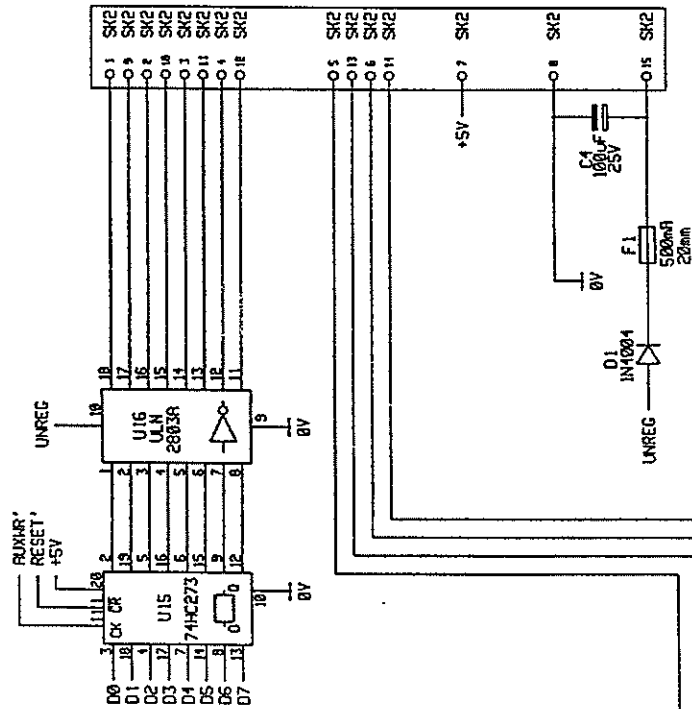 1 SK2
9 SK2
2 SK2
10 SK2
3 SK2
11 SK2
4 SK2
12 SK2
5 SK2
13 SK2
6 SK2
14 SK2
7 SK2
8 SK2
15 SK2
+5V
C4
100uF
25V
0V
F1
500mA
20mm
D1
1N4004
UNREG
UNREG
10
18
17
16
15
14
13
12
11
U16
ULN
2803A
9
0V
1
2
3
4
5
6
7
8
AUXWR'
RESET'
+5V
11
1
20
CK
CR
2
19
5
16
6
15
9
12
U15
74HC273
D
Q
10
0V
3
18
4
17
7
14
8
13
D0
D1
D2
D3
D4
D5
D6
D7